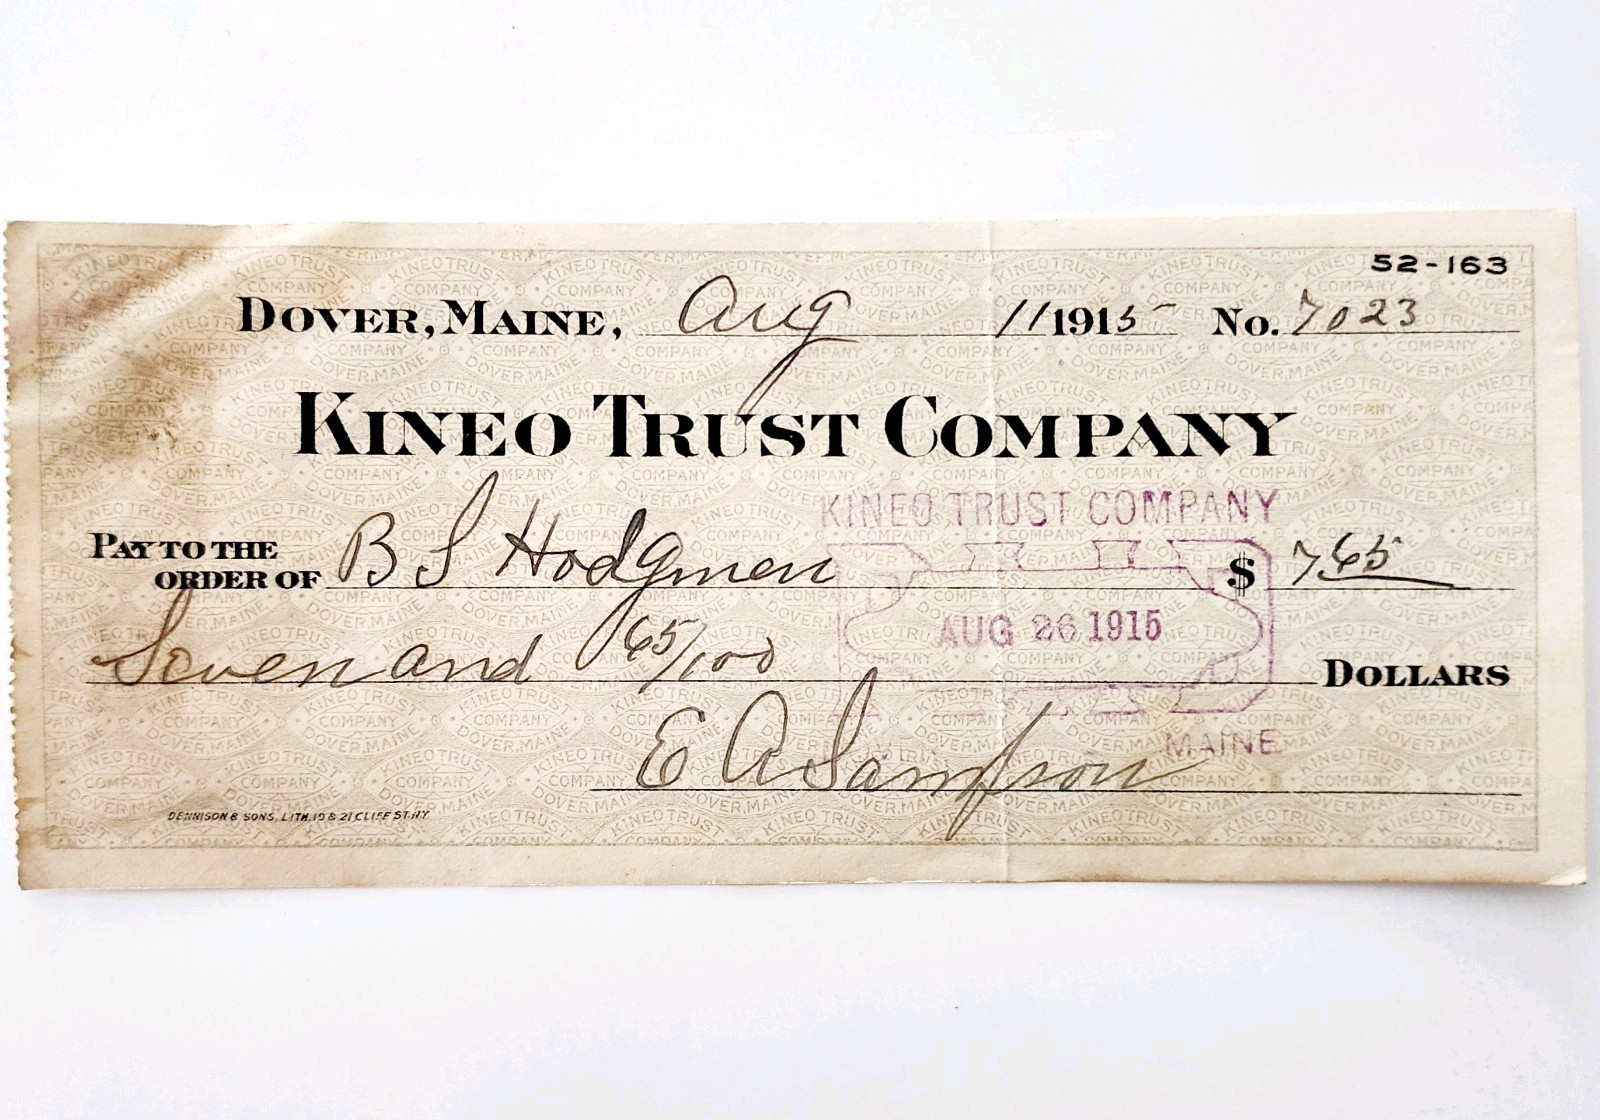 52-163
DOVER, MAINE, Aug 11 1915 No. 7023
KINEO TRUST COMPANY
PAY TO THE ORDER OF B S Hodgmen $ 7 65
KINEO TRUST COMPANY
AUG 26 1915
Seven and 65/100 DOLLARS
MAINE
E A Sampson
DENNISON & SONS, LITH. 19 & 21 CLIFF ST. N.Y.